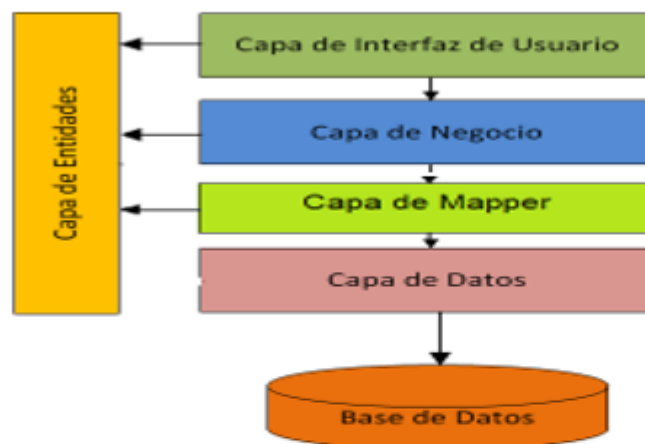 Capa de Interfaz de Usuario
Capa de Entidades
Capa de Negocio
Capa de Mapper
Capa de Datos
Base de Datos